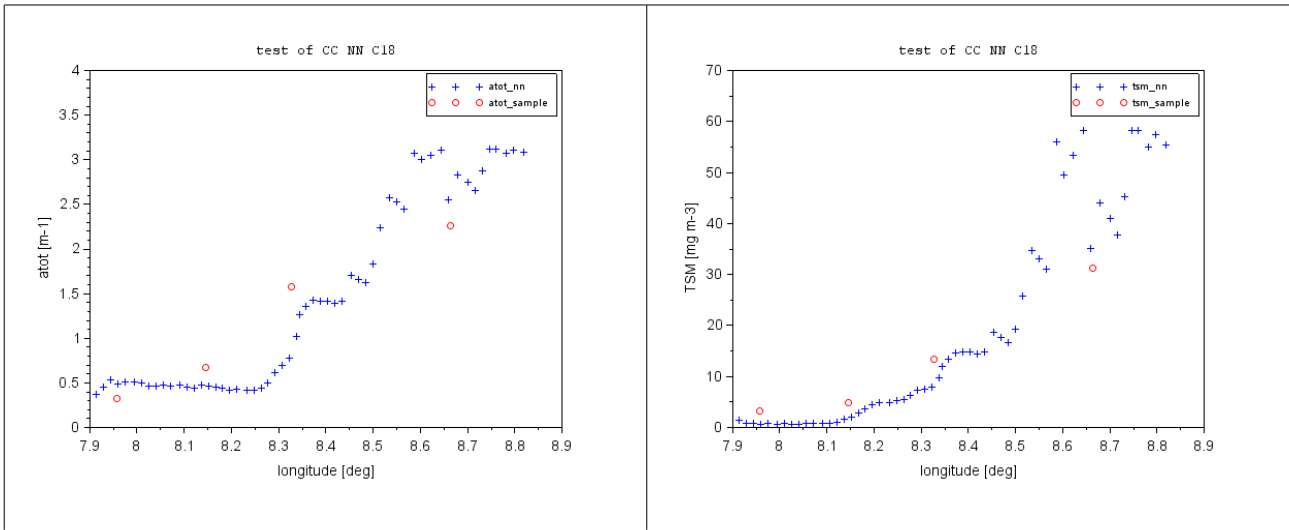 test of CC NN C18
atot_nn
atot_sample
4
3.5
3
2.5
2
1.5
1
0.5
0
atot [m-1]
7.9 8 8.1 8.2 8.3 8.4 8.5 8.6 8.7 8.8 8.9
longitude [deg]
test of CC NN C18
tsm_nn
tsm_sample
70
60
50
40
30
20
10
0
TSM [mg m-3]
7.9 8 8.1 8.2 8.3 8.4 8.5 8.6 8.7 8.8 8.9
longitude [deg]